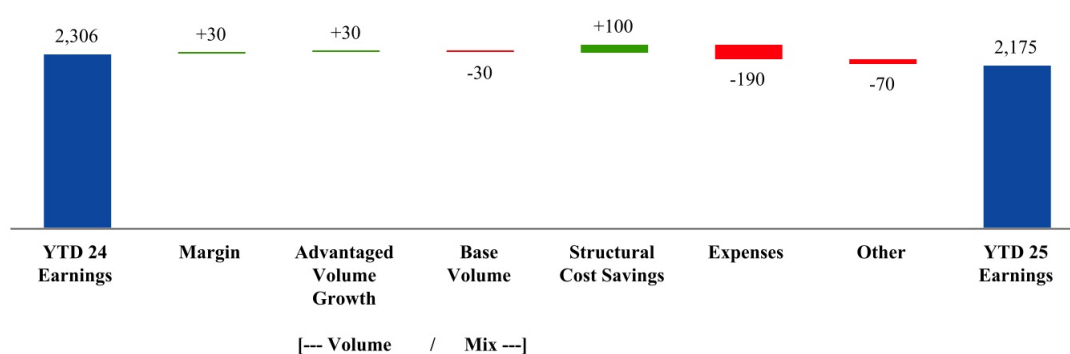 2,306
+30
+30
-30
+100
-190
-70
2,175
YTD 24
Earnings
Margin
Advantaged
Volume
Growth
Base
Volume
Structural
Cost Savings
Expenses
Other
YTD 25
Earnings
[--- Volume / Mix ---]